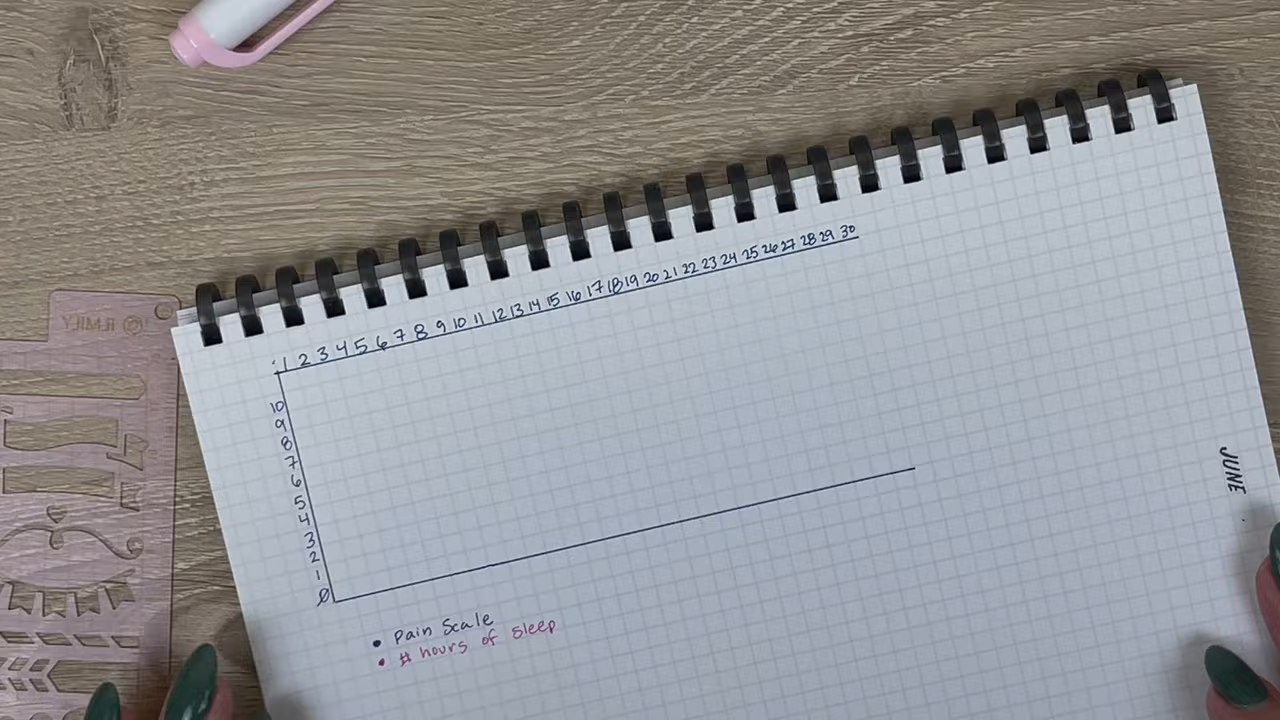 1 2 3 4 5 6 7 8 9 10 11 12 13 14 15 16 17 18 19 20 21 22 23 24 25 26 27 28 29 30
10
9
8
7
6
5
4
3
2
1
0
JUNE
• Pain Scale
• # hours of sleep